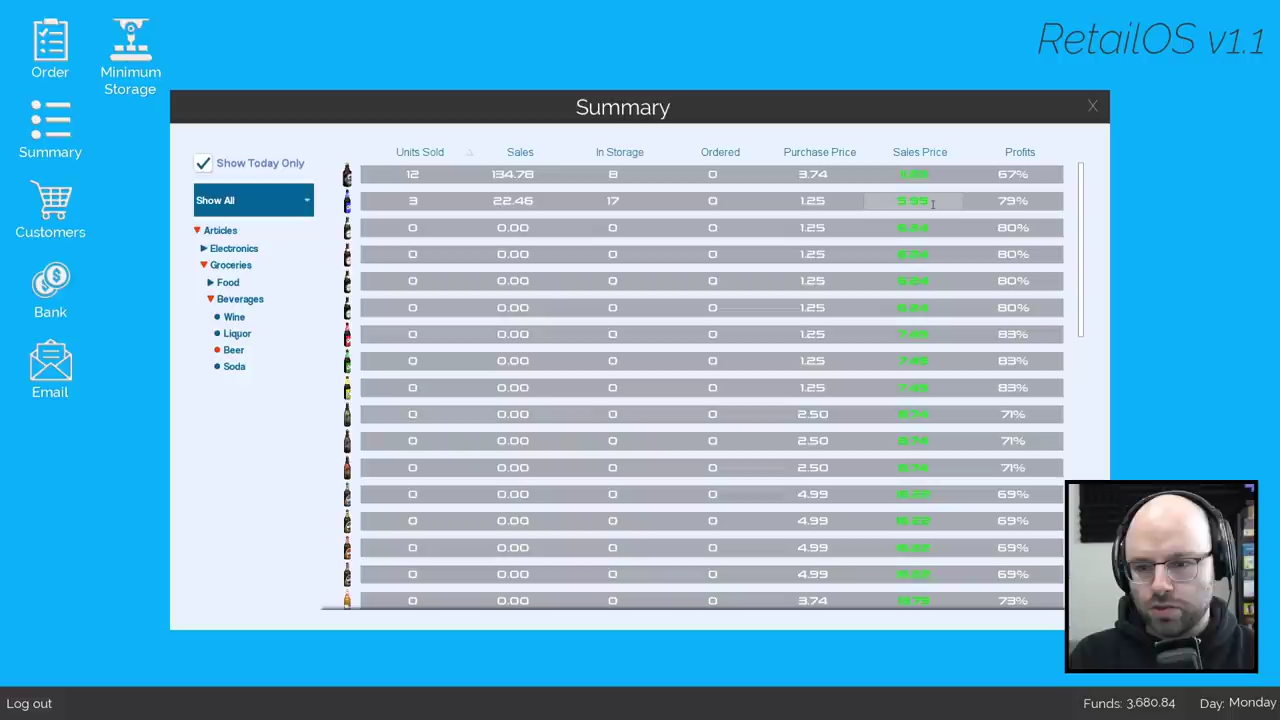 RetailOS v1.1
Order
Minimum
Storage
Summary
Customers
Bank
Email
Summary
X
Show Today Only
Show All
Articles
Electronics
Groceries
Food
Beverages
Wine
Liquor
Beer
Soda
Units Sold Sales In Storage Ordered Purchase Price Sales Price Profits
12 134.78 8 0 3.74 67%
3 22.46 17 0 1.25 5.95 79%
0 0.00 0 0 1.25 80%
0 0.00 0 0 1.25 80%
0 0.00 0 0 1.25 80%
0 0.00 0 0 1.25 80%
0 0.00 0 0 1.25 83%
0 0.00 0 0 1.25 83%
0 0.00 0 0 1.25 83%
0 0.00 0 0 2.50 71%
0 0.00 0 0 2.50 71%
0 0.00 0 0 2.50 71%
0 0.00 0 0 4.99 69%
0 0.00 0 0 4.99 69%
0 0.00 0 0 4.99 69%
0 0.00 0 0 4.99 69%
0 0.00 0 0 3.74 73%
Log out
Funds: 3,680.84 Day: Monday